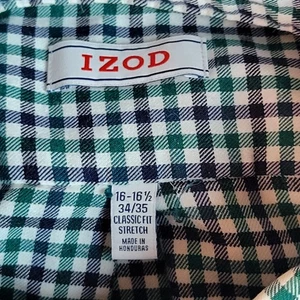 IZOD
16-16½
34/35
CLASSIC FIT
STRETCH
MADE IN
HONDURAS